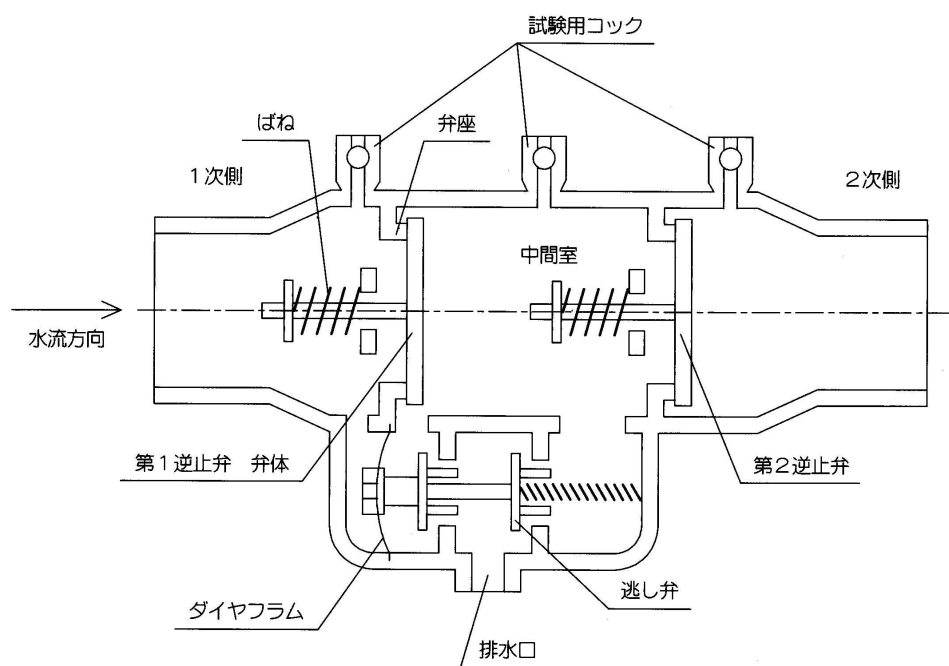 試験用コック
ばね
弁座
1次側
2次側
中間室
水流方向
第1逆止弁　弁体
第2逆止弁
ダイヤフラム
逃し弁
排水口